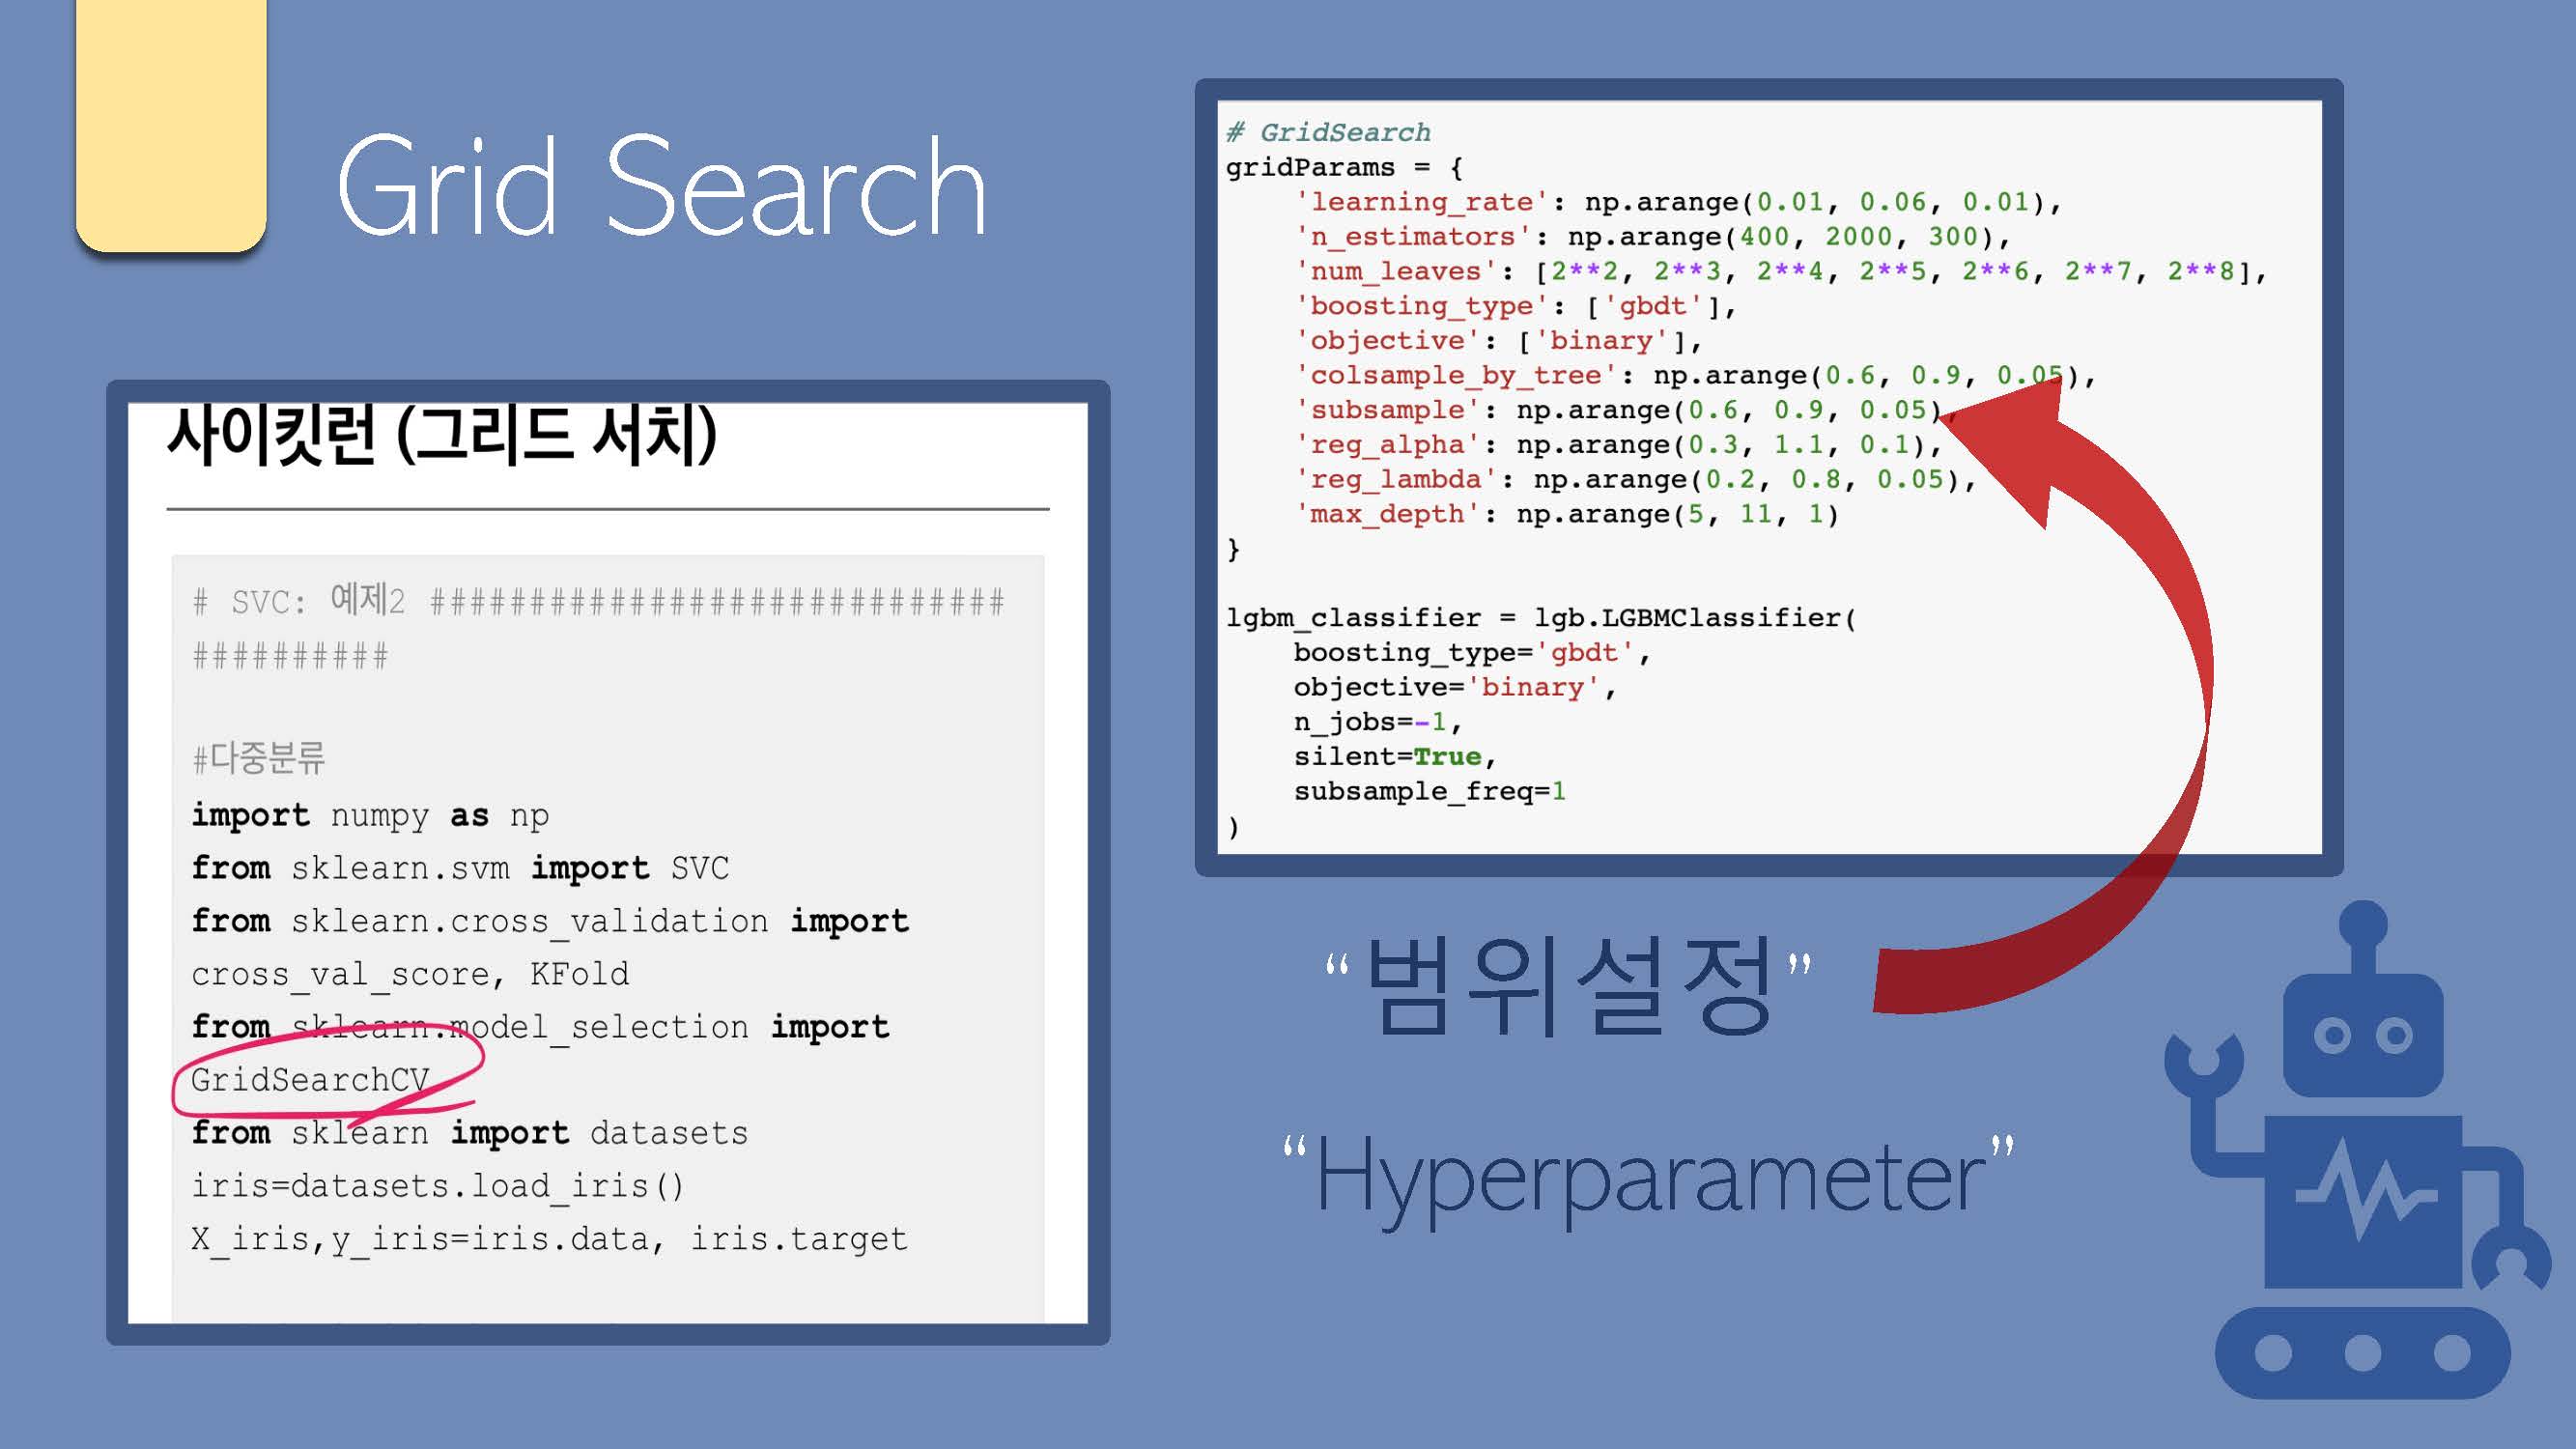 Grid Search
사이킷런 (그리드 서치)
# SVC: 예제2 #############################
##########
#다중분류
import numpy as np
from sklearn.svm import SVC
from sklearn.cross_validation import
cross_val_score, KFold
from sklearn.model_selection import
GridSearchCV
from sklearn import datasets
iris=datasets.load_iris()
X_iris,y_iris=iris.data, iris.target
# GridSearch
gridParams = {
    'learning_rate': np.arange(0.01, 0.06, 0.01),
    'n_estimators': np.arange(400, 2000, 300),
    'num_leaves': [2**2, 2**3, 2**4, 2**5, 2**6, 2**7, 2**8],
    'boosting_type': ['gbdt'],
    'objective': ['binary'],
    'colsample_by_tree': np.arange(0.6, 0.9, 0.05),
    'subsample': np.arange(0.6, 0.9, 0.05),
    'reg_alpha': np.arange(0.3, 1.1, 0.1),
    'reg_lambda': np.arange(0.2, 0.8, 0.05),
    'max_depth': np.arange(5, 11, 1)
}
lgbm_classifier = lgb.LGBMClassifier(
    boosting_type='gbdt',
    objective='binary',
    n_jobs=-1,
    silent=True,
    subsample_freq=1
)
“범위설정”
“Hyperparameter”